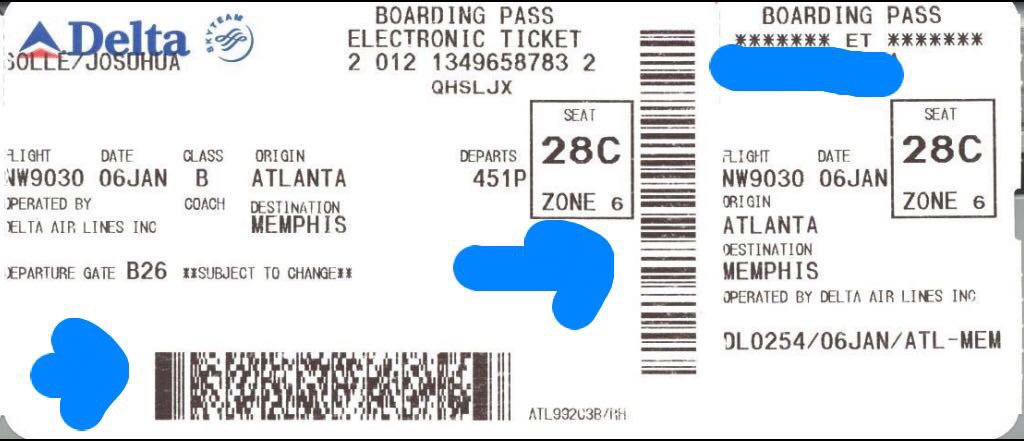 Delta
SKYTEAM
SOLLE/JOSUHUA
BOARDING PASS
ELECTRONIC TICKET
2 012 1349658783 2
QHSLJX
SEAT
28C
ZONE 6
FLIGHT DATE CLASS ORIGIN DEPARTS
NW9030 06JAN B ATLANTA 451P
OPERATED BY COACH DESTINATION
DELTA AIR LINES INC MEMPHIS
DEPARTURE GATE B26 **SUBJECT TO CHANGE**
BOARDING PASS
******* ET *******
SEAT
28C
ZONE 6
FLIGHT DATE
NW9030 06JAN
ORIGIN
ATLANTA
DESTINATION
MEMPHIS
OPERATED BY DELTA AIR LINES INC
DL0254/06JAN/ATL-MEM